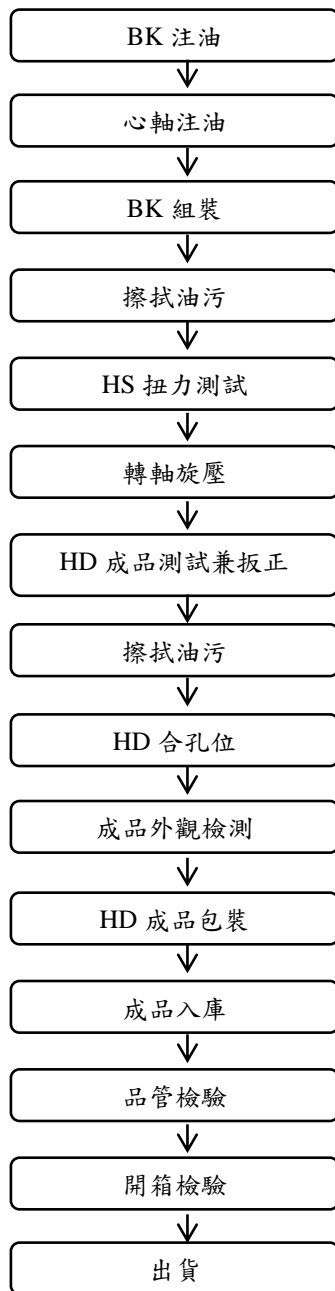 BK 注油
心軸注油
BK 組裝
擦拭油污
HS 扭力測試
轉軸旋壓
HD 成品測試兼扳正
擦拭油污
HD 合孔位
成品外觀檢測
HD 成品包裝
成品入庫
品管檢驗
開箱檢驗
出貨